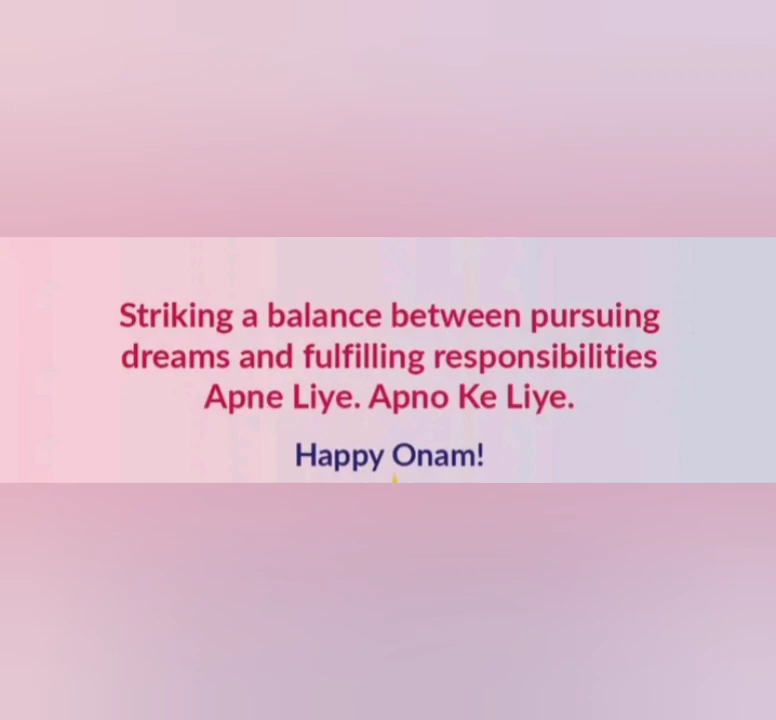 Striking a balance between pursuing
dreams and fulfilling responsibilities
Apne Liye. Apno Ke Liye.
Happy Onam!